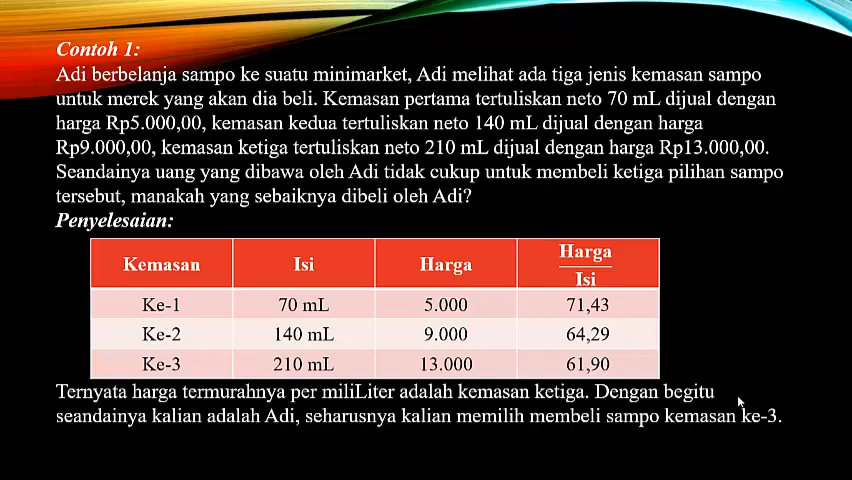 Contoh 1:
Adi berbelanja sampo ke suatu minimarket, Adi melihat ada tiga jenis kemasan sampo
untuk merek yang akan dia beli. Kemasan pertama tertuliskan neto 70 mL dijual dengan
harga Rp5.000,00, kemasan kedua tertuliskan neto 140 mL dijual dengan harga
Rp9.000,00, kemasan ketiga tertuliskan neto 210 mL dijual dengan harga Rp13.000,00.
Seandainya uang yang dibawa oleh Adi tidak cukup untuk membeli ketiga pilihan sampo
tersebut, manakah yang sebaiknya dibeli oleh Adi?
Penyelesaian:
Kemasan Isi Harga Harga
Isi
Ke-1 70 mL 5.000 71,43
Ke-2 140 mL 9.000 64,29
Ke-3 210 mL 13.000 61,90
Ternyata harga termurahnya per miliLiter adalah kemasan ketiga. Dengan begitu
seandainya kalian adalah Adi, seharusnya kalian memilih membeli sampo kemasan ke-3.